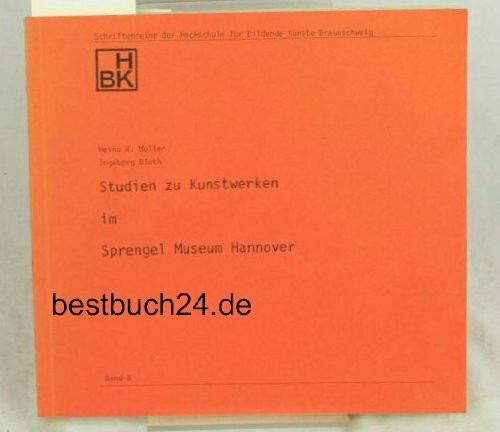 Schriftenreihe der Hochschule für Bildende Künste Braunschweig
H
BK
Heino R. Möller
Ingeborg Bloth
Studien zu Kunstwerken
im
Sprengel Museum Hannover
bestbuch24.de
Band 8